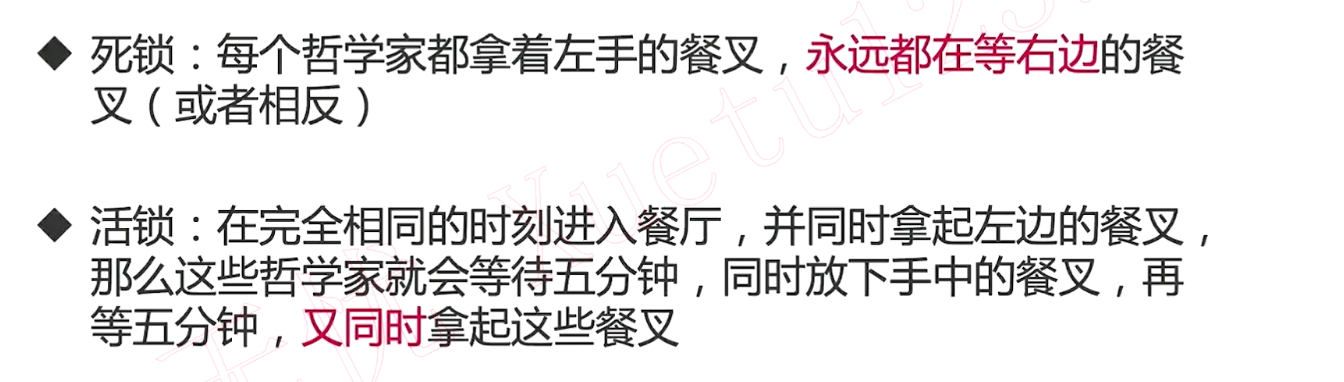 ◆ 死锁：每个哲学家都拿着左手的餐叉，永远都在等右边的餐
叉（或者相反）
◆ 活锁：在完全相同的时刻进入餐厅，并同时拿起左边的餐叉，
那么这些哲学家就会等待五分钟，同时放下手中的餐叉，再
等五分钟，又同时拿起这些餐叉